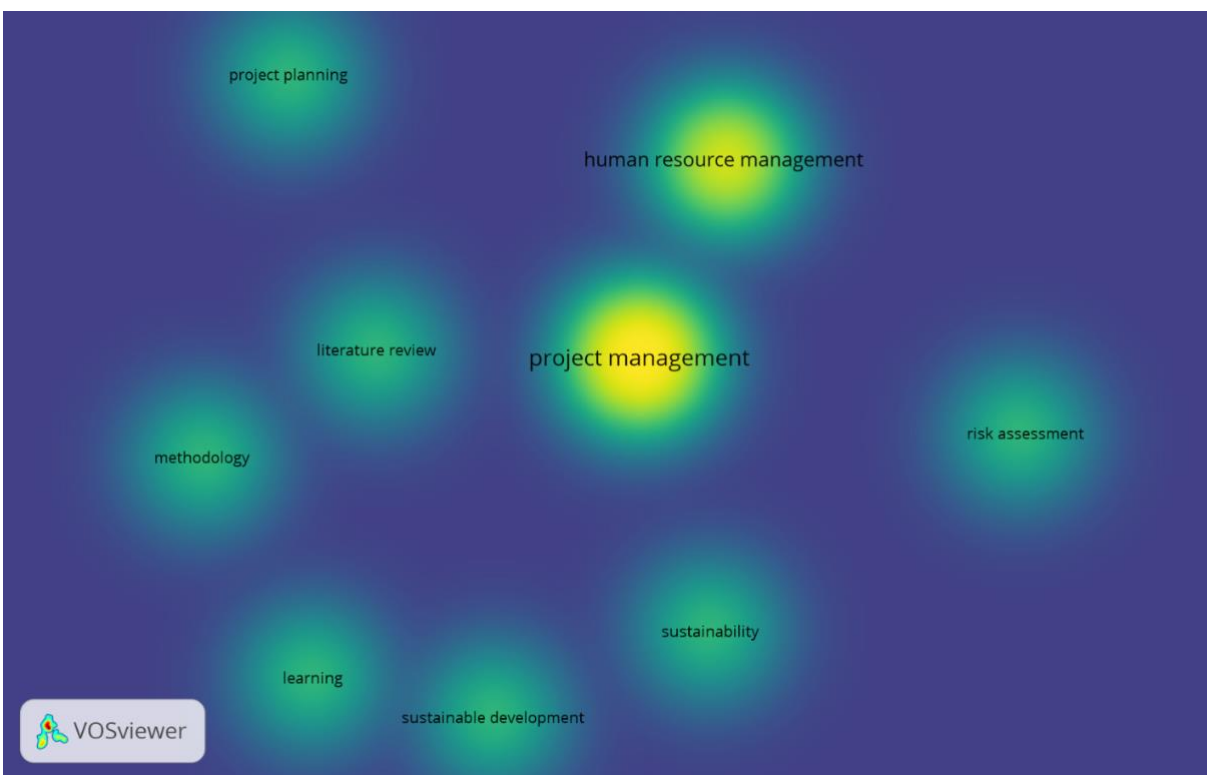 project planning
human resource management
literature review
project management
risk assessment
methodology
sustainability
learning
sustainable development
VOSviewer